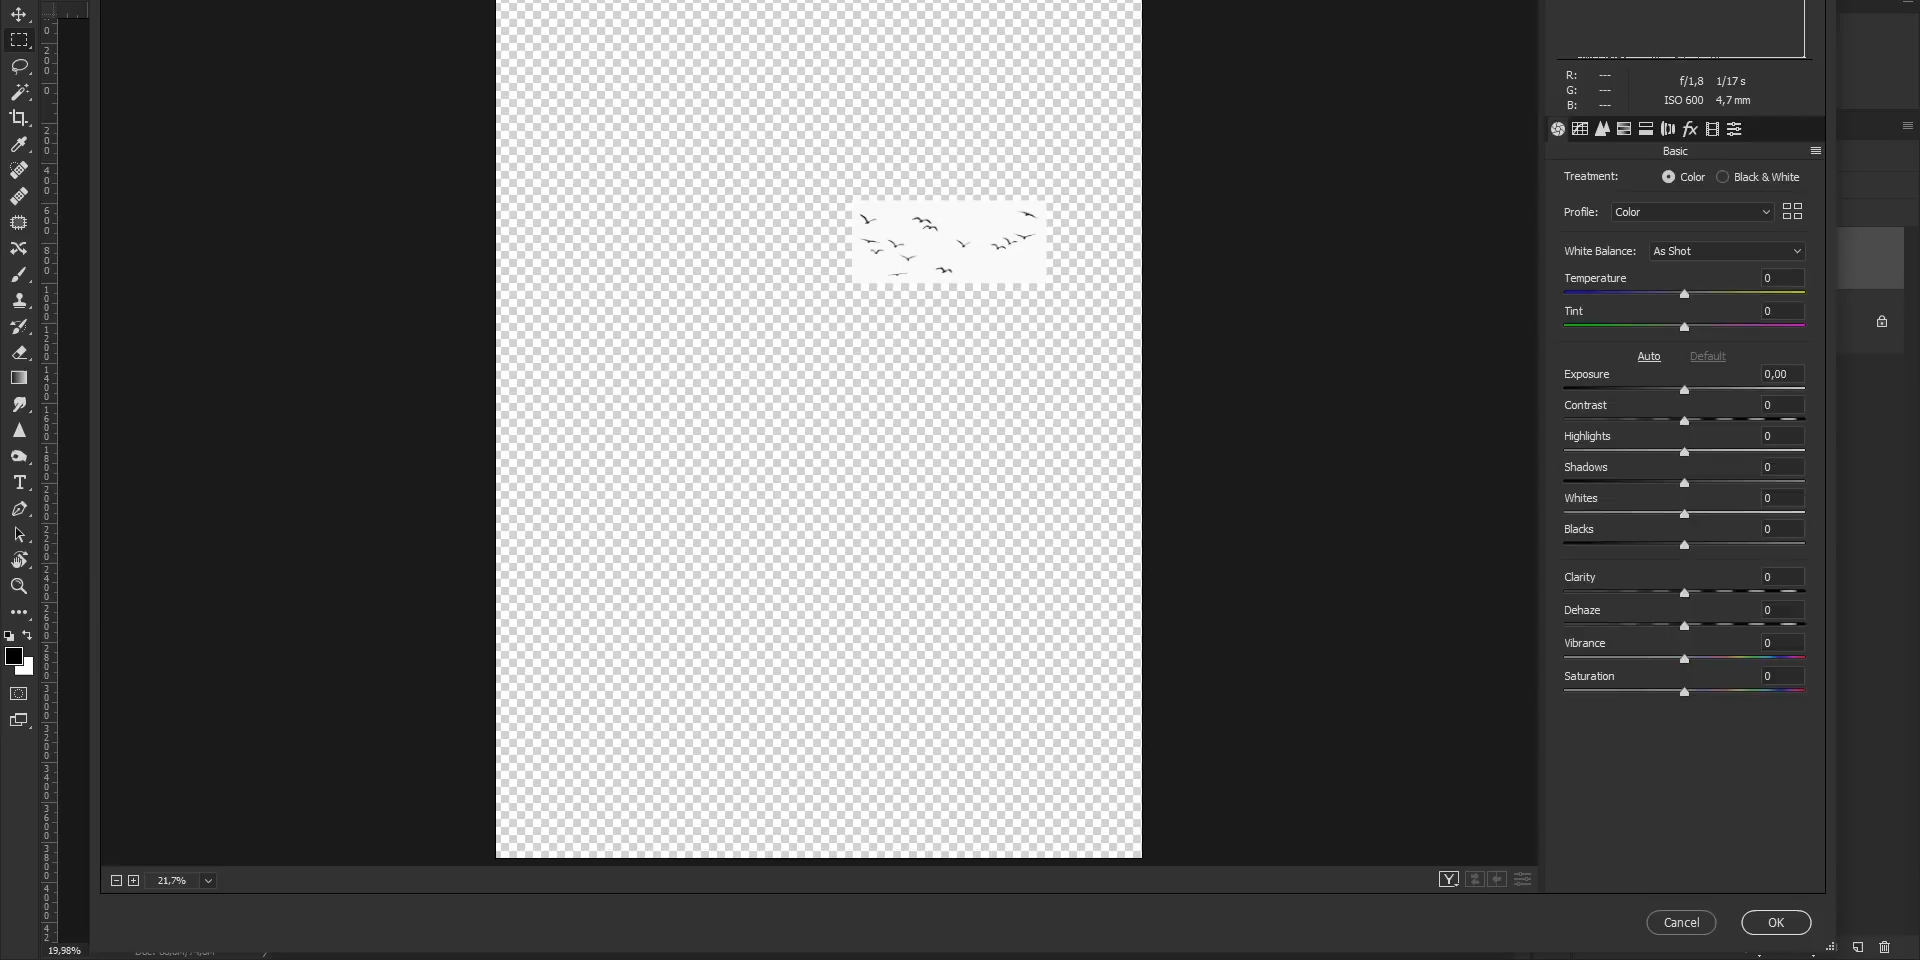 R: --- f/1,8 1/17 s
G: ---
ISO 600 4,7 mm
B: ---
fx
Basic
Treatment: Color Black & White
Profile: Color
White Balance: As Shot
Temperature 0
Tint 0
Auto Default
Exposure 0,00
Contrast 0
Highlights 0
Shadows 0
Whites 0
Blacks 0
Clarity 0
Dehaze 0
Vibrance 0
Saturation 0
21,7%
Y
Cancel OK
19,98%